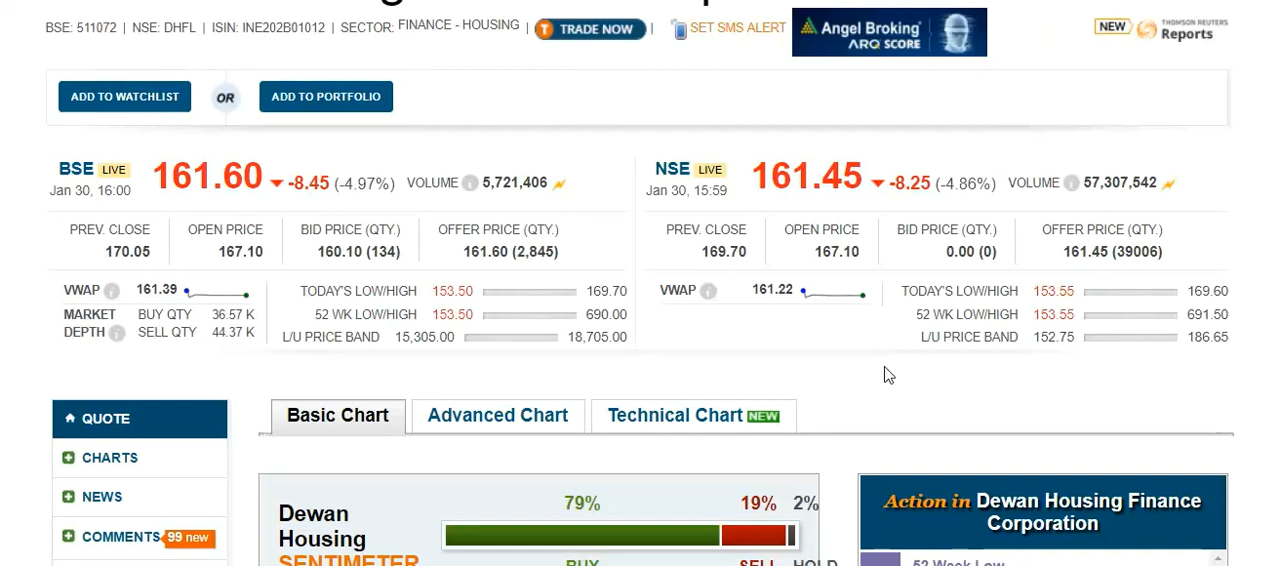 BSE: 511072 | NSE: DHFL | ISIN: INE202B01012 | SECTOR: FINANCE - HOUSING | T TRADE NOW | SET SMS ALERT
Angel Broking
ARQ SCORE
NEW THOMSON REUTERS
Reports
ADD TO WATCHLIST OR ADD TO PORTFOLIO
BSE LIVE 161.60 -8.45 (-4.97%) VOLUME 5,721,406
Jan 30, 16:00
PREV. CLOSE OPEN PRICE BID PRICE (QTY.) OFFER PRICE (QTY.)
170.05 167.10 160.10 (134) 161.60 (2,845)
VWAP 161.39
MARKET BUY QTY 36.57 K
DEPTH SELL QTY 44.37 K
TODAY'S LOW/HIGH 153.50 169.70
52 WK LOW/HIGH 153.50 690.00
L/U PRICE BAND 15,305.00 18,705.00
NSE LIVE 161.45 -8.25 (-4.86%) VOLUME 57,307,542
Jan 30, 15:59
PREV. CLOSE OPEN PRICE BID PRICE (QTY.) OFFER PRICE (QTY.)
169.70 167.10 0.00 (0) 161.45 (39006)
VWAP 161.22
TODAY'S LOW/HIGH 153.55 169.60
52 WK LOW/HIGH 153.55 691.50
L/U PRICE BAND 152.75 186.65
QUOTE
CHARTS
NEWS
COMMENTS 99 new
Basic Chart Advanced Chart Technical Chart NEW
Dewan
Housing
SENTIMETER
79% 19% 2%
BUY SELL HOLD
Action in Dewan Housing Finance
Corporation
52 Week Low